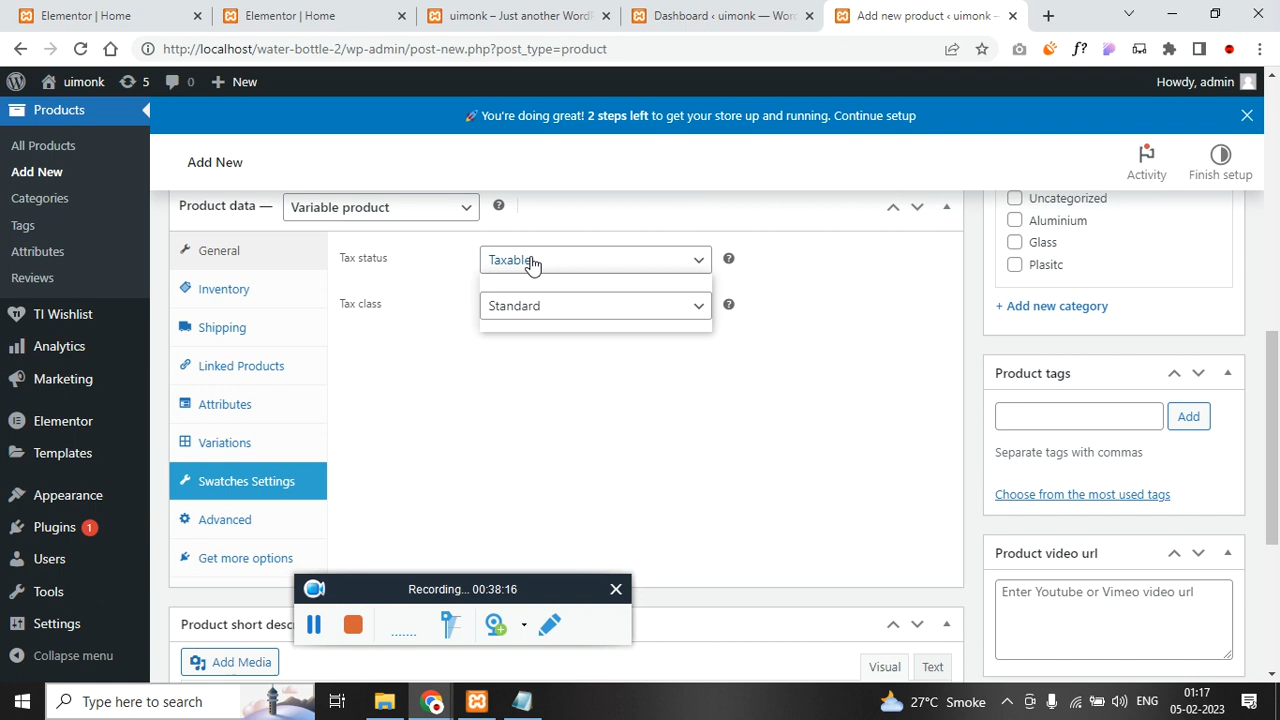 Elementor | Home
Elementor | Home
uimonk – Just another WordP
Dashboard ‹ uimonk — Wor
Add new product ‹ uimonk –
http://localhost/water-bottle-2/wp-admin/post-new.php?post_type=product
uimonk
5
0
New
Howdy, admin
Products
🚀 You're doing great! 2 steps left to get your store up and running. Continue setup
Add New
Activity
Finish setup
All Products
Add New
Categories
Tags
Attributes
Reviews
TI Wishlist
Analytics
Marketing
Elementor
Templates
Appearance
Plugins 1
Users
Tools
Settings
Collapse menu
Product data —
Variable product
General
Inventory
Shipping
Linked Products
Attributes
Variations
Swatches Settings
Advanced
Get more options
Tax status
Taxable
Tax class
Standard
Uncategorized
Aluminium
Glass
Plasitc
+ Add new category
Product tags
Add
Separate tags with commas
Choose from the most used tags
Product video url
Enter Youtube or Vimeo video url
Recording... 00:38:16
Product short desc
Add Media
Visual
Text
Type here to search
27°C Smoke
ENG
01:17
05-02-2023